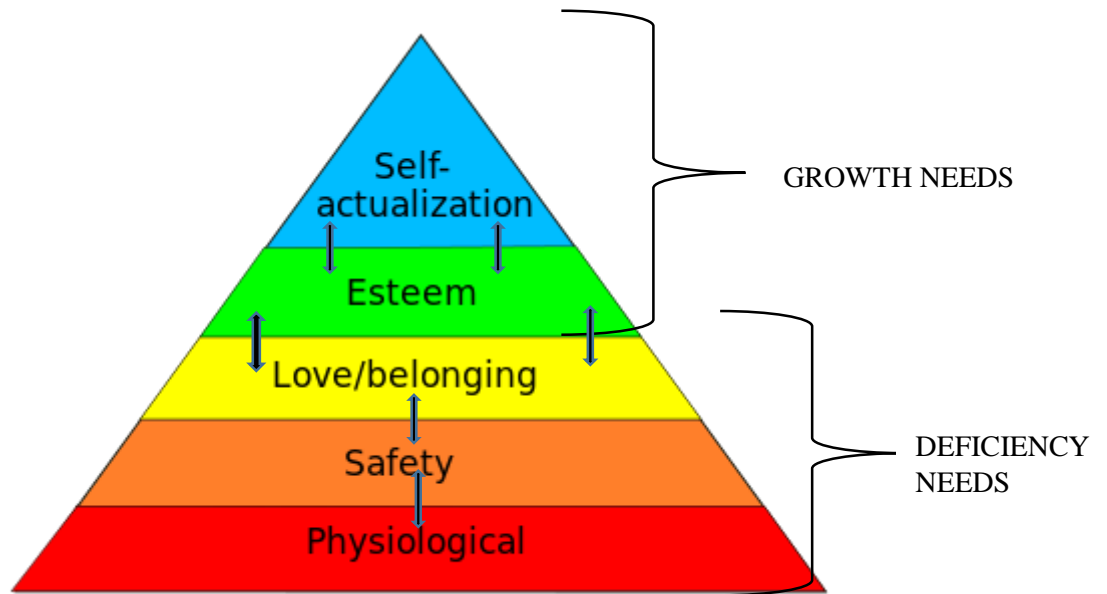 Self-
actualization
GROWTH NEEDS
Esteem
Love/belonging
Safety
DEFICIENCY
NEEDS
Physiological